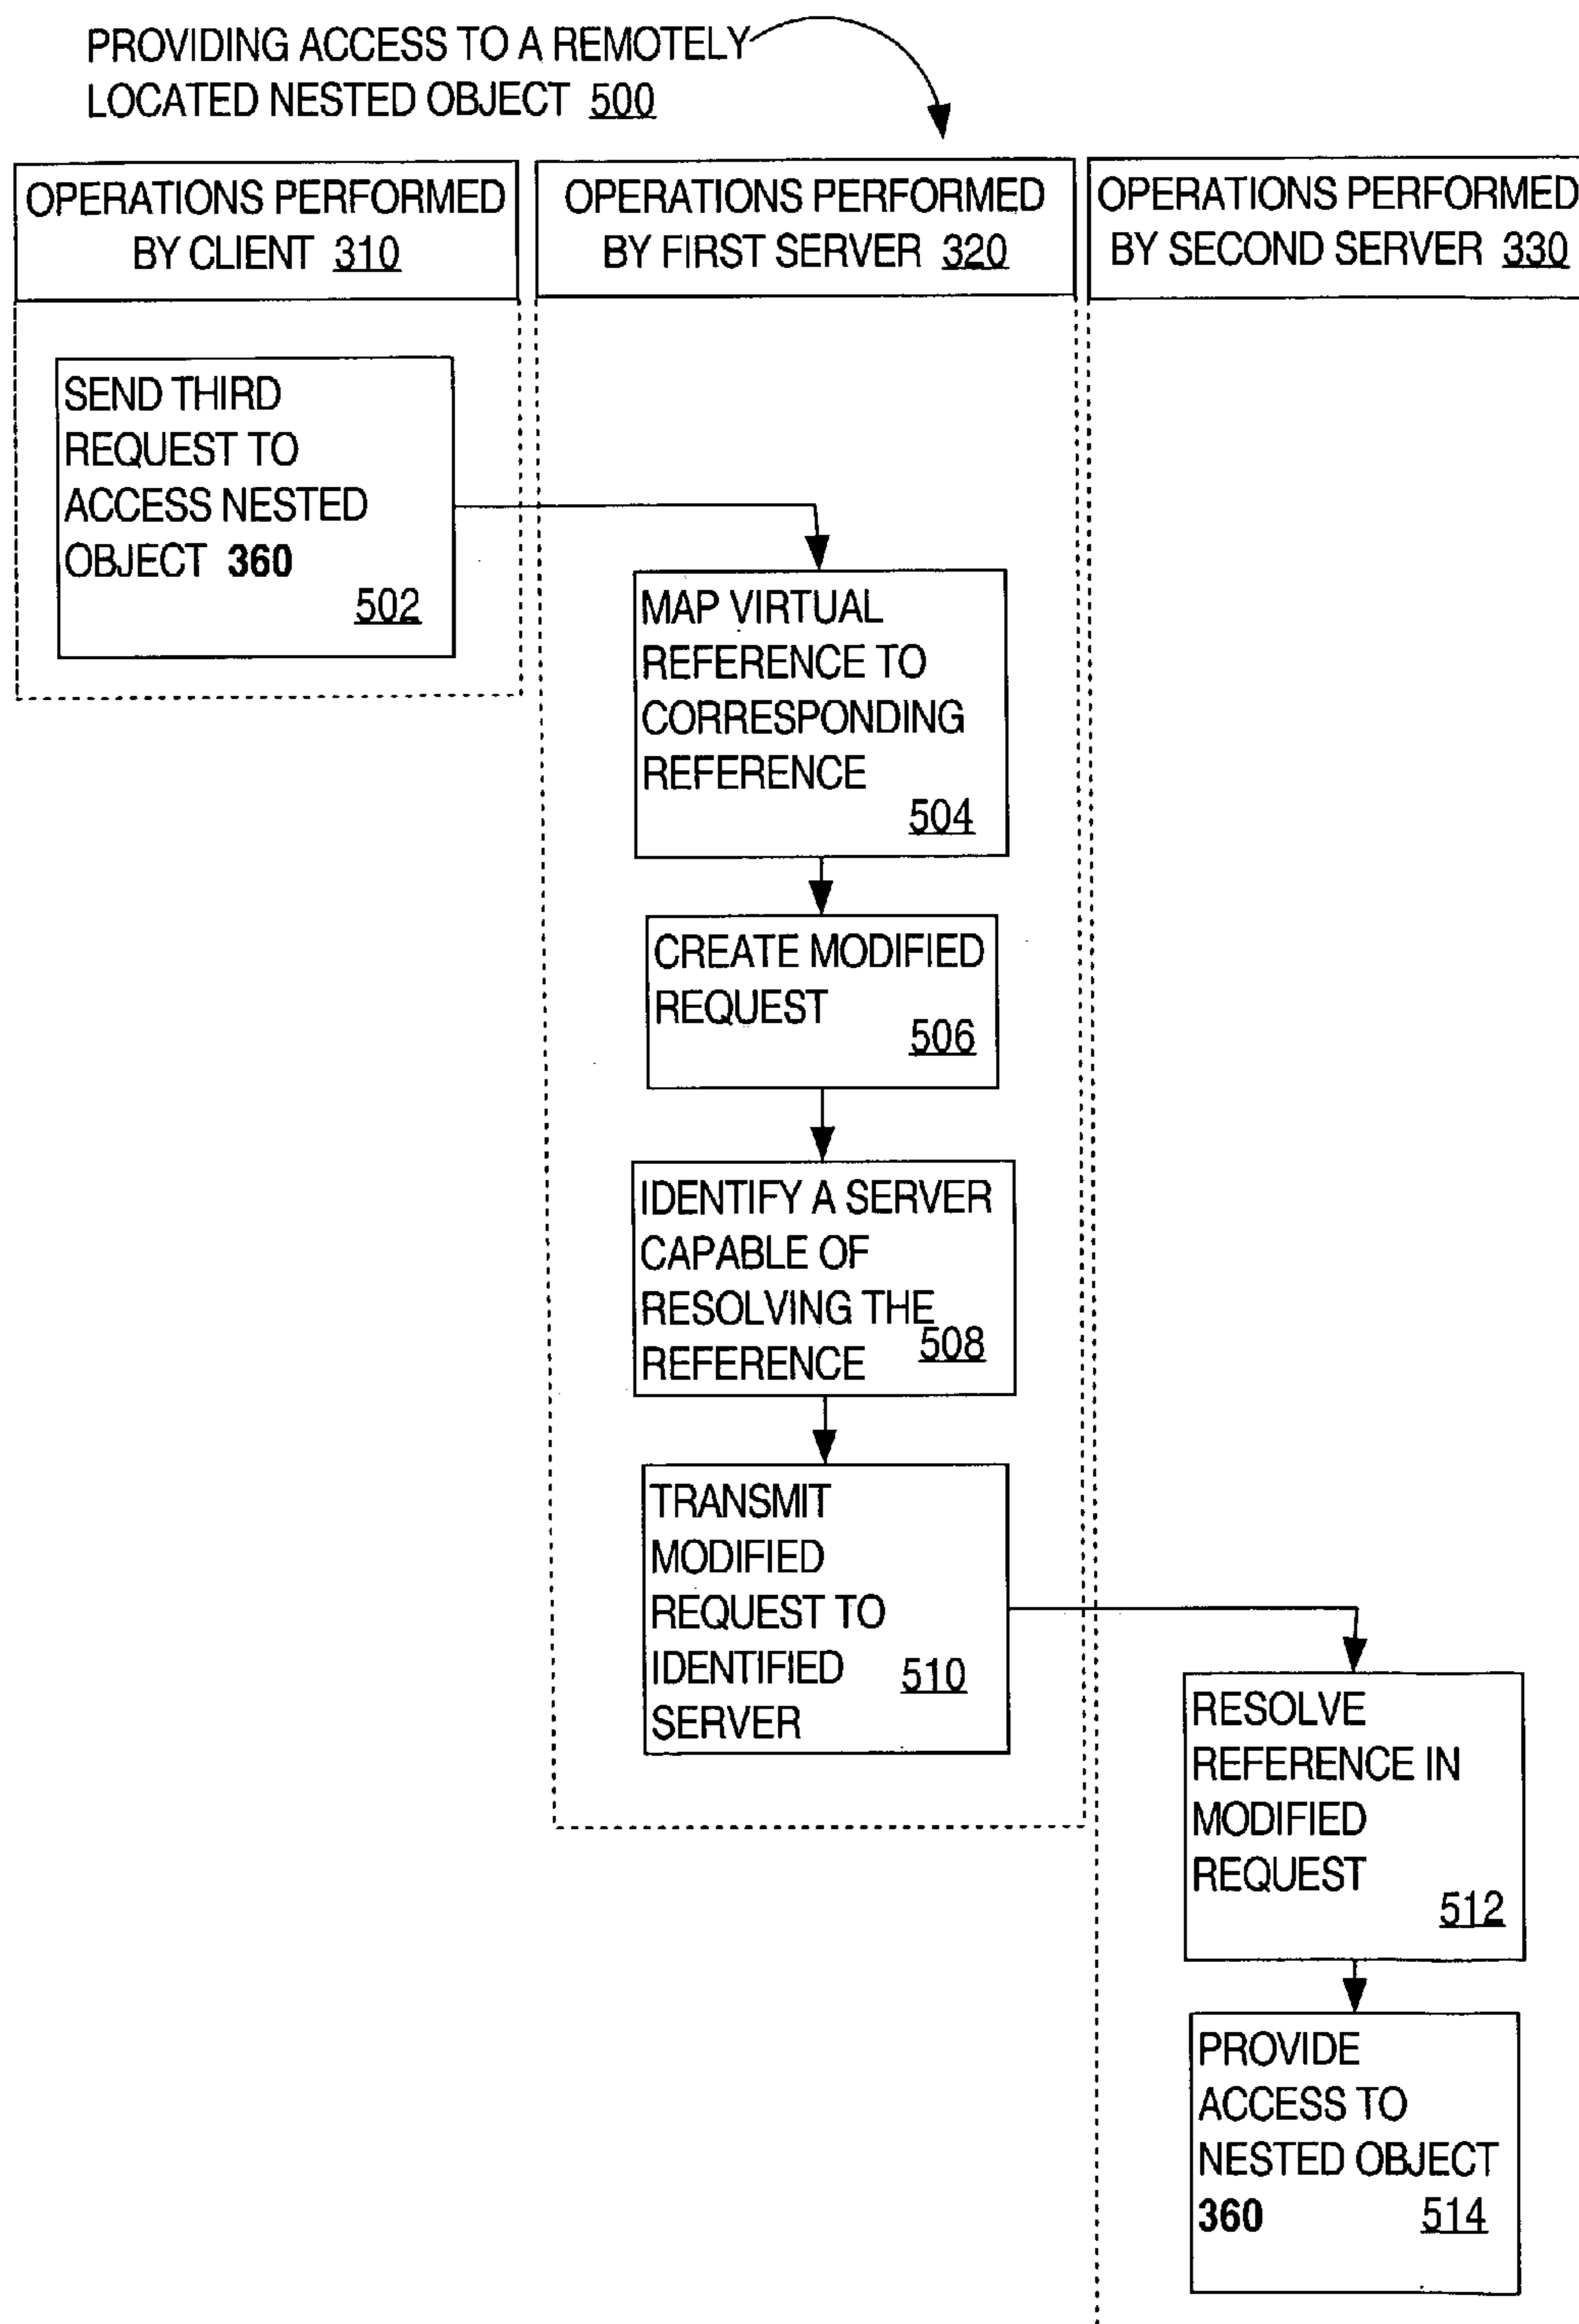 PROVIDING ACCESS TO A REMOTELY
LOCATED NESTED OBJECT 500
OPERATIONS PERFORMED
BY CLIENT 310
OPERATIONS PERFORMED
BY FIRST SERVER 320
OPERATIONS PERFORMED
BY SECOND SERVER 330
SEND THIRD
REQUEST TO
ACCESS NESTED
OBJECT 360
502
MAP VIRTUAL
REFERENCE TO
CORRESPONDING
REFERENCE
504
CREATE MODIFIED
REQUEST
506
IDENTIFY A SERVER
CAPABLE OF
RESOLVING THE
REFERENCE 508
TRANSMIT
MODIFIED
REQUEST TO
IDENTIFIED 510
SERVER
RESOLVE
REFERENCE IN
MODIFIED
REQUEST
512
PROVIDE
ACCESS TO
NESTED OBJECT
360 514